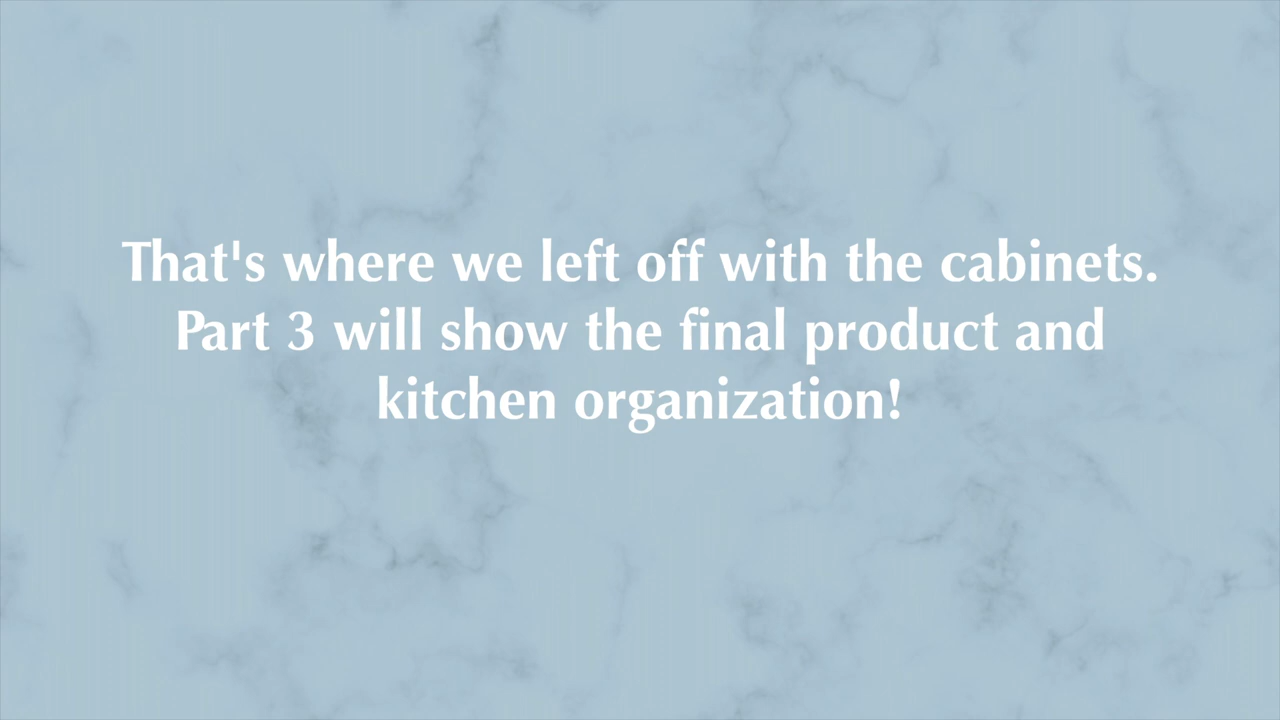 That's where we left off with the cabinets.
Part 3 will show the final product and
kitchen organization!